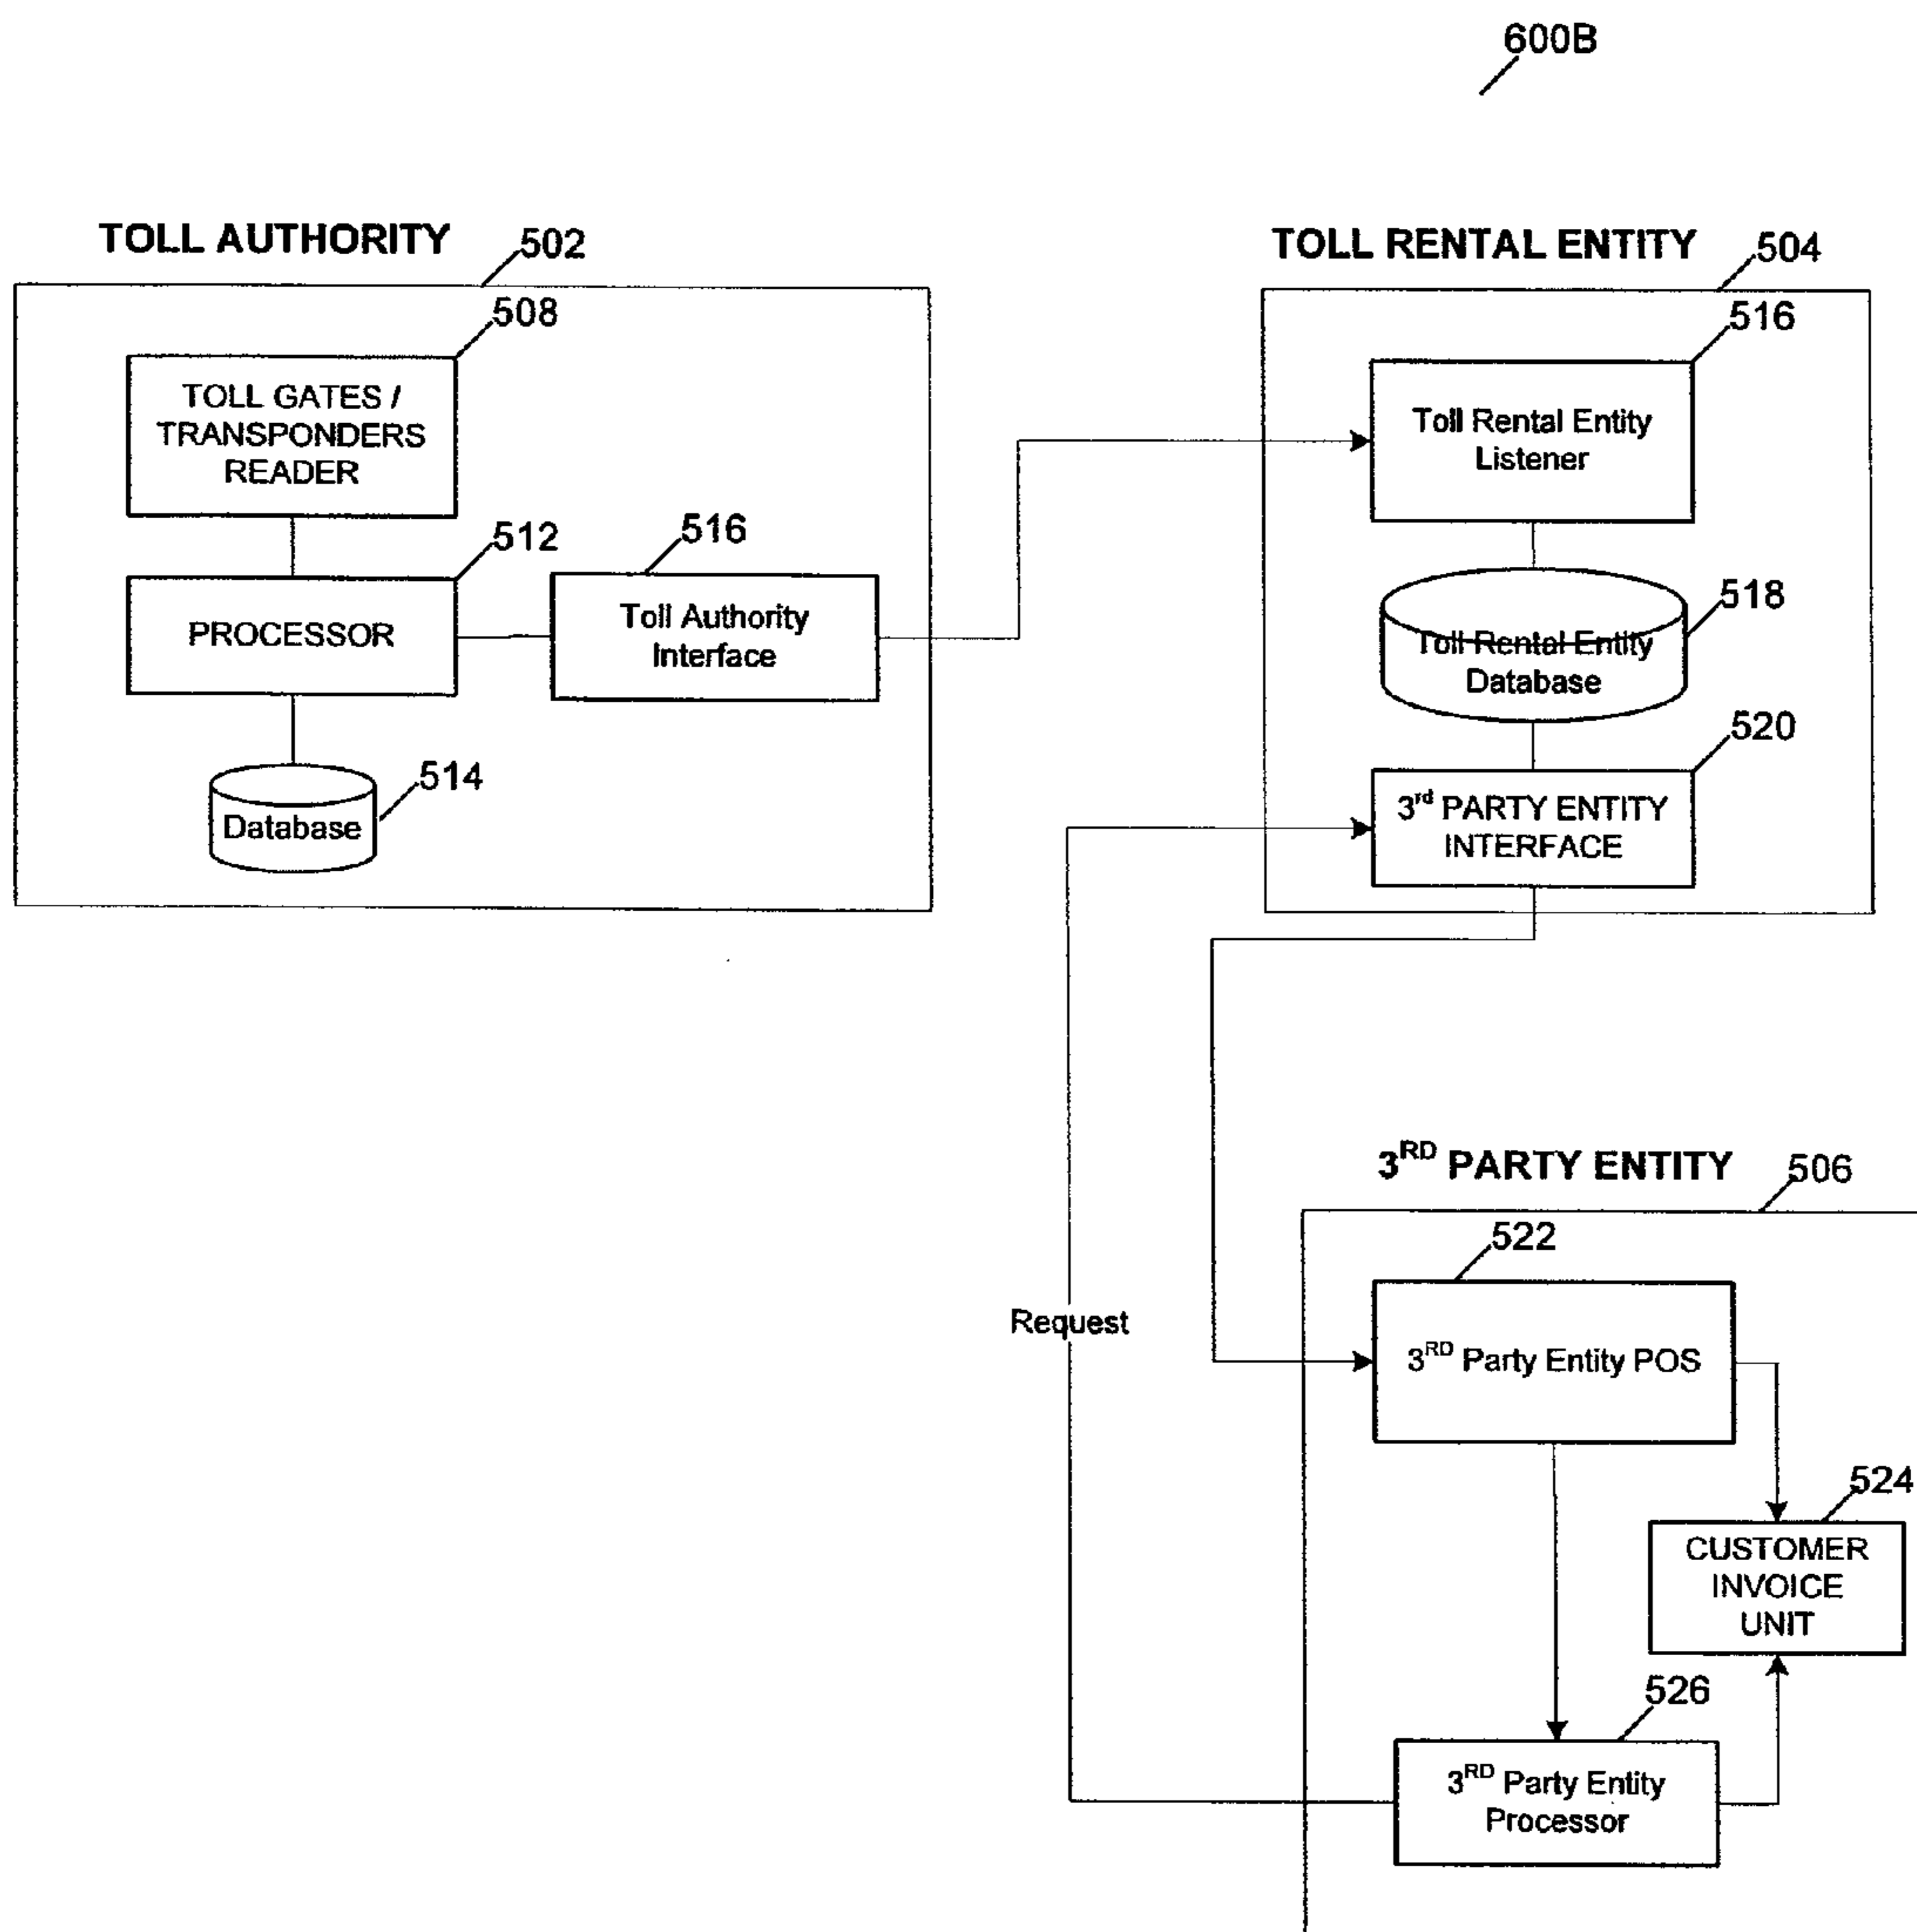 600B
TOLL AUTHORITY
502
508
TOLL GATES /
TRANSPONDERS
READER
512
PROCESSOR
516
Toll Authority
Interface
514
Database
TOLL RENTAL ENTITY
504
516
Toll Rental Entity
Listener
518
Toll Rental Entity
Database
520
3rd PARTY ENTITY
INTERFACE
Request
3RD PARTY ENTITY
506
522
3RD Party Entity POS
524
CUSTOMER
INVOICE
UNIT
526
3RD Party Entity
Processor